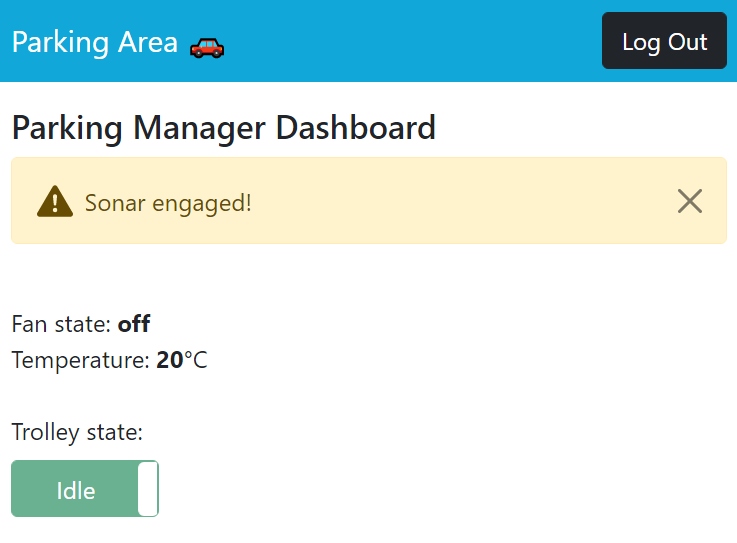 Parking Area 🚗
Log Out
Parking Manager Dashboard
Sonar engaged!
Fan state: off
Temperature: 20°C
Trolley state:
Idle